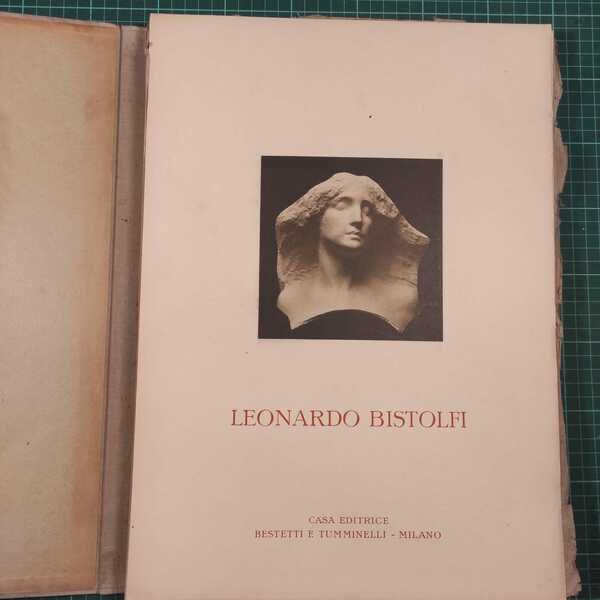 LEONARDO BISTOLFI
CASA EDITRICE
BESTETTI E TUMMINELLI - MILANO